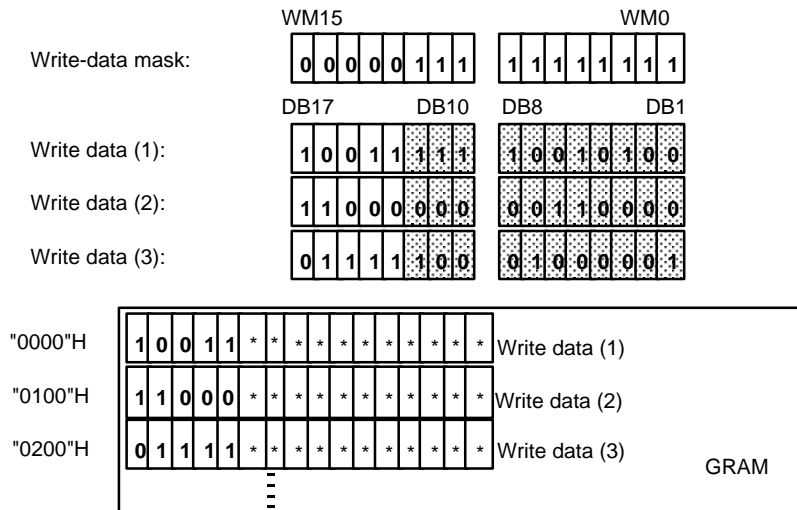 WM15 WM0
Write-data mask: 0 0 0 0 0 1 1 1 1 1 1 1 1 1 1 1
DB17 DB10 DB8 DB1
Write data (1): 1 0 0 1 1 1 1 1 1 0 0 1 0 1 0 0
Write data (2): 1 1 0 0 0 0 0 0 0 0 1 1 0 0 0 0
Write data (3): 0 1 1 1 1 1 0 0 0 1 0 0 0 0 0 1
"0000"H 1 0 0 1 1 * * * * * * * * * * * Write data (1)
"0100"H 1 1 0 0 0 * * * * * * * * * * * Write data (2)
"0200"H 0 1 1 1 1 * * * * * * * * * * * Write data (3)
GRAM